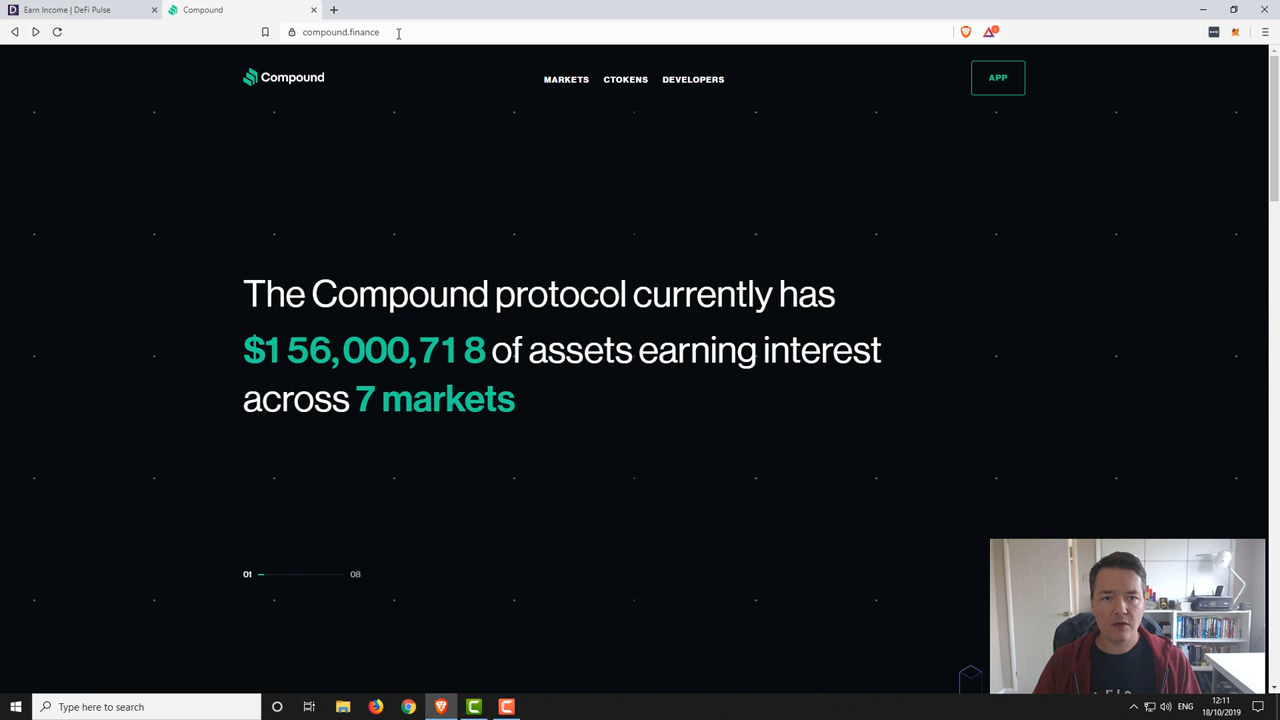 Earn Income | DeFi Pulse
Compound
compound.finance
Compound
MARKETS
CTOKENS
DEVELOPERS
APP
The Compound protocol currently has
$156,000,718 of assets earning interest
across 7 markets
01
08
Type here to search
ENG
12:11
18/10/2019